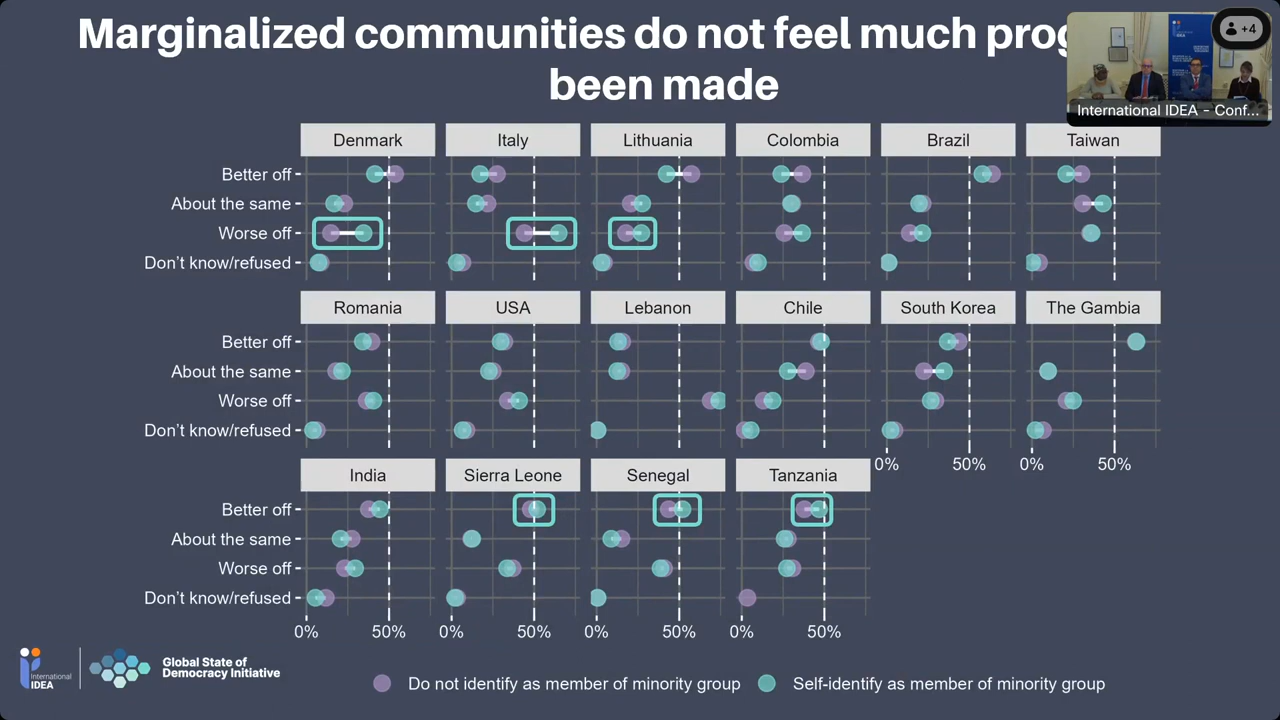 Marginalized communities do not feel much
been made
+4
International IDEA - Conf...
Denmark Italy Lithuania Colombia Brazil Taiwan
Better off
About the same
Worse off
Don't know/refused
Romania USA Lebanon Chile South Korea The Gambia
Better off
About the same
Worse off
Don't know/refused
0% 50% 0% 50%
India Sierra Leone Senegal Tanzania
Better off
About the same
Worse off
Don't know/refused
0% 50% 0% 50% 0% 50% 0% 50%
International
IDEA
Global State of
Democracy Initiative
Do not identify as member of minority group Self-identify as member of minority group